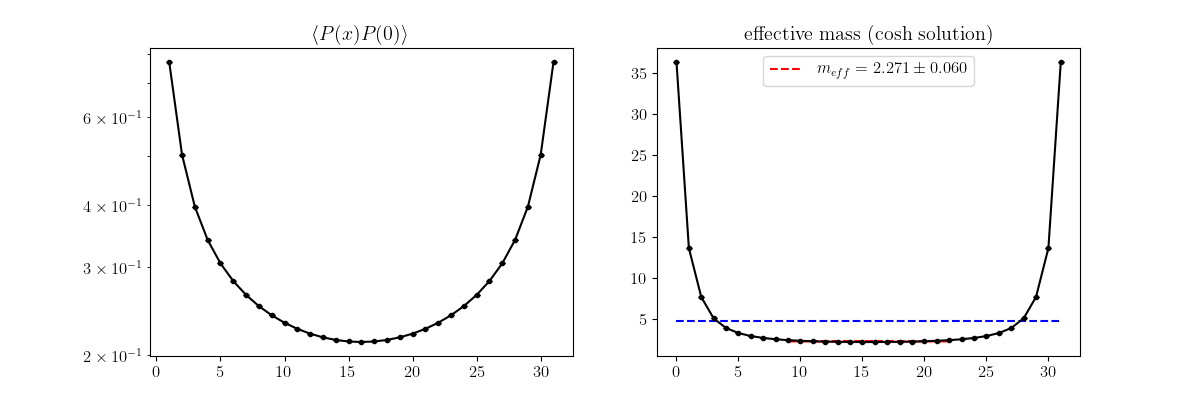 ⟨P(x)P(0)⟩
6 × 10⁻¹
4 × 10⁻¹
3 × 10⁻¹
2 × 10⁻¹
0 5 10 15 20 25 30
effective mass (cosh solution)
m_eff = 2.271 ± 0.060
35
30
25
20
15
10
5
0 5 10 15 20 25 30